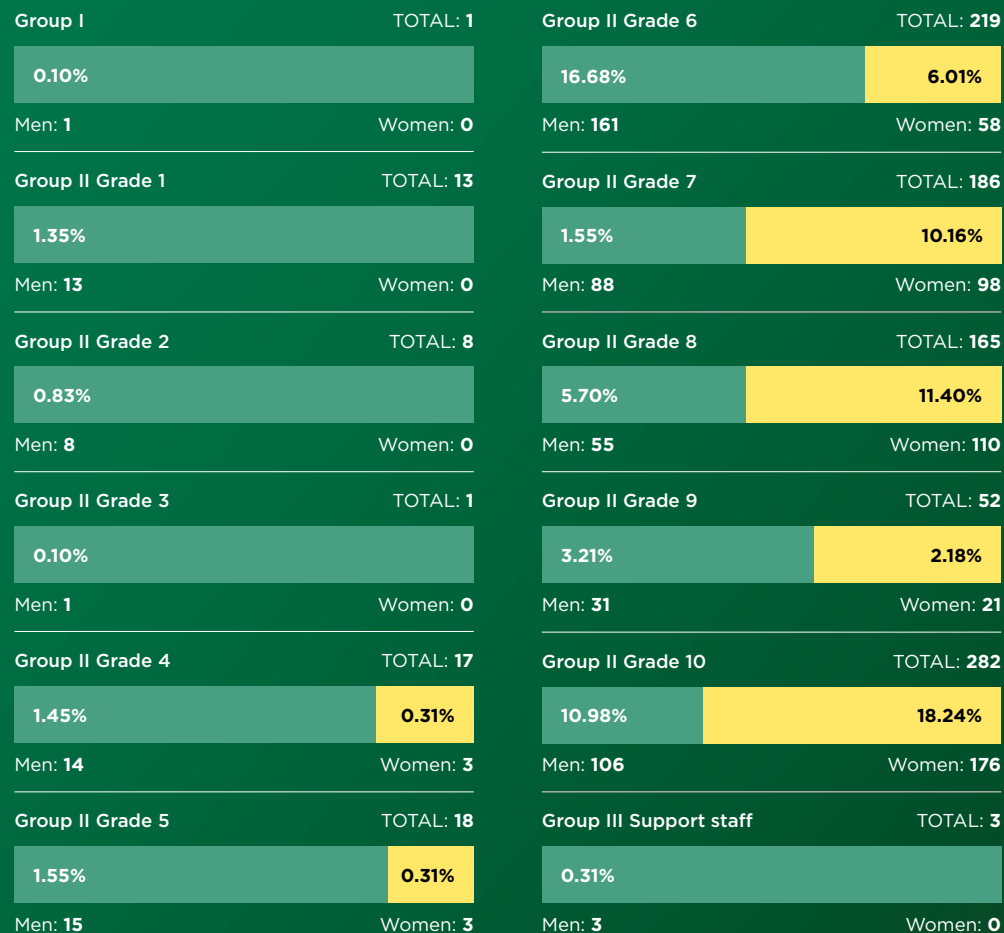 Group I TOTAL: 1
0.10%
Men: 1 Women: 0
Group II Grade 1 TOTAL: 13
1.35%
Men: 13 Women: 0
Group II Grade 2 TOTAL: 8
0.83%
Men: 8 Women: 0
Group II Grade 3 TOTAL: 1
0.10%
Men: 1 Women: 0
Group II Grade 4 TOTAL: 17
1.45% 0.31%
Men: 14 Women: 3
Group II Grade 5 TOTAL: 18
1.55% 0.31%
Men: 15 Women: 3
Group II Grade 6 TOTAL: 219
16.68% 6.01%
Men: 161 Women: 58
Group II Grade 7 TOTAL: 186
1.55% 10.16%
Men: 88 Women: 98
Group II Grade 8 TOTAL: 165
5.70% 11.40%
Men: 55 Women: 110
Group II Grade 9 TOTAL: 52
3.21% 2.18%
Men: 31 Women: 21
Group II Grade 10 TOTAL: 282
10.98% 18.24%
Men: 106 Women: 176
Group III Support staff TOTAL: 3
0.31%
Men: 3 Women: 0